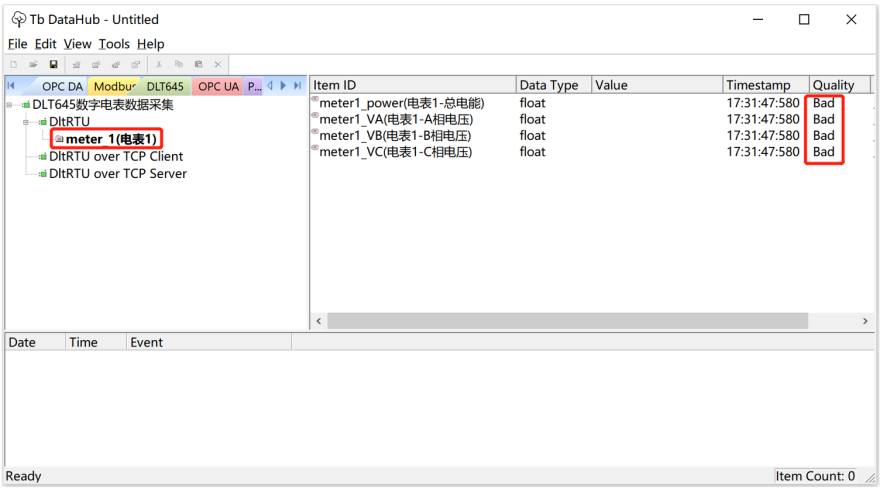 Tb DataHub - Untitled
File Edit View Tools Help
OPC DA Modbus DLT645 OPC UA P...
DLT645数字电表数据采集
DltRTU
meter_1(电表1)
DltRTU over TCP Client
DltRTU over TCP Server
Item ID Data Type Value Timestamp Quality
meter1_power(电表1-总电能) float 17:31:47:580 Bad
meter1_VA(电表1-A相电压) float 17:31:47:580 Bad
meter1_VB(电表1-B相电压) float 17:31:47:580 Bad
meter1_VC(电表1-C相电压) float 17:31:47:580 Bad
Date Time Event
Ready Item Count: 0